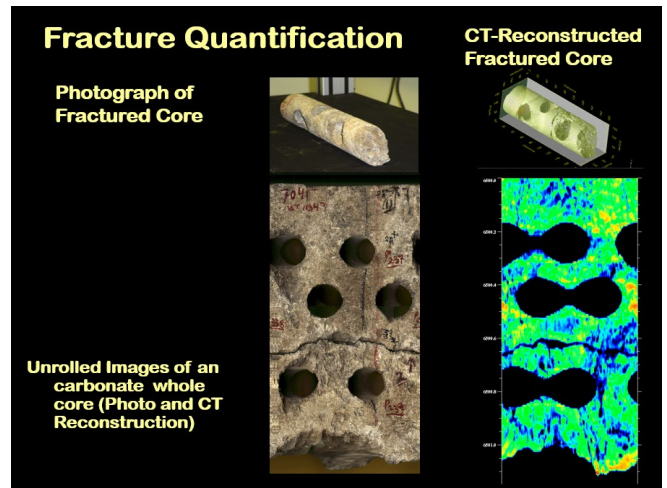 Fracture Quantification
CT-Reconstructed
Fractured Core
Photograph of
Fractured Core
7041
Unrolled Images of an
carbonate whole
core (Photo and CT
Reconstruction)